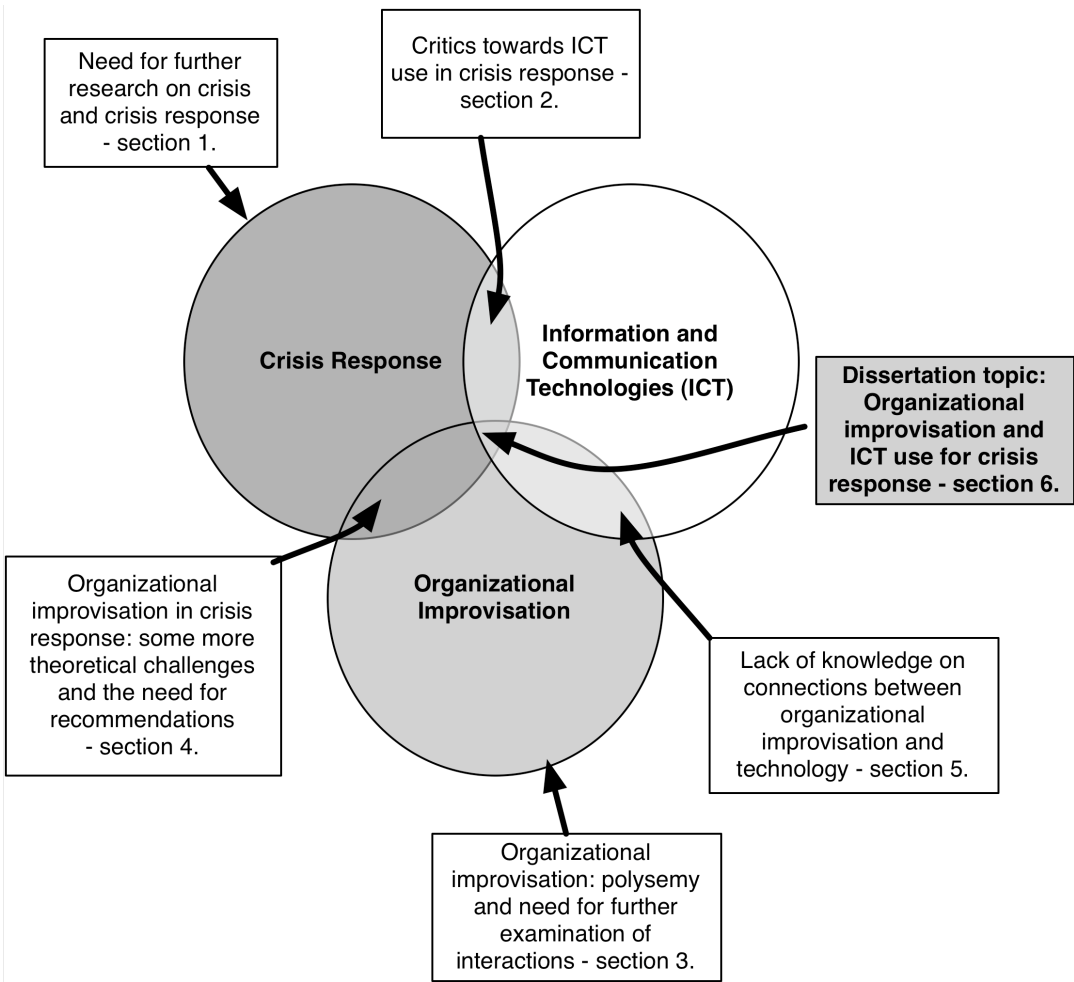 Need for further
research on crisis
and crisis response
- section 1.
Critics towards ICT
use in crisis response -
section 2.
Crisis Response
Information and
Communication
Technologies (ICT)
Dissertation topic:
Organizational
improvisation and
ICT use for crisis
response - section 6.
Organizational
improvisation in crisis
response: some more
theoretical challenges
and the need for
recommendations
- section 4.
Organizational
Improvisation
Lack of knowledge on
connections between
organizational
improvisation and
technology - section 5.
Organizational
improvisation: polysemy
and need for further
examination of
interactions - section 3.